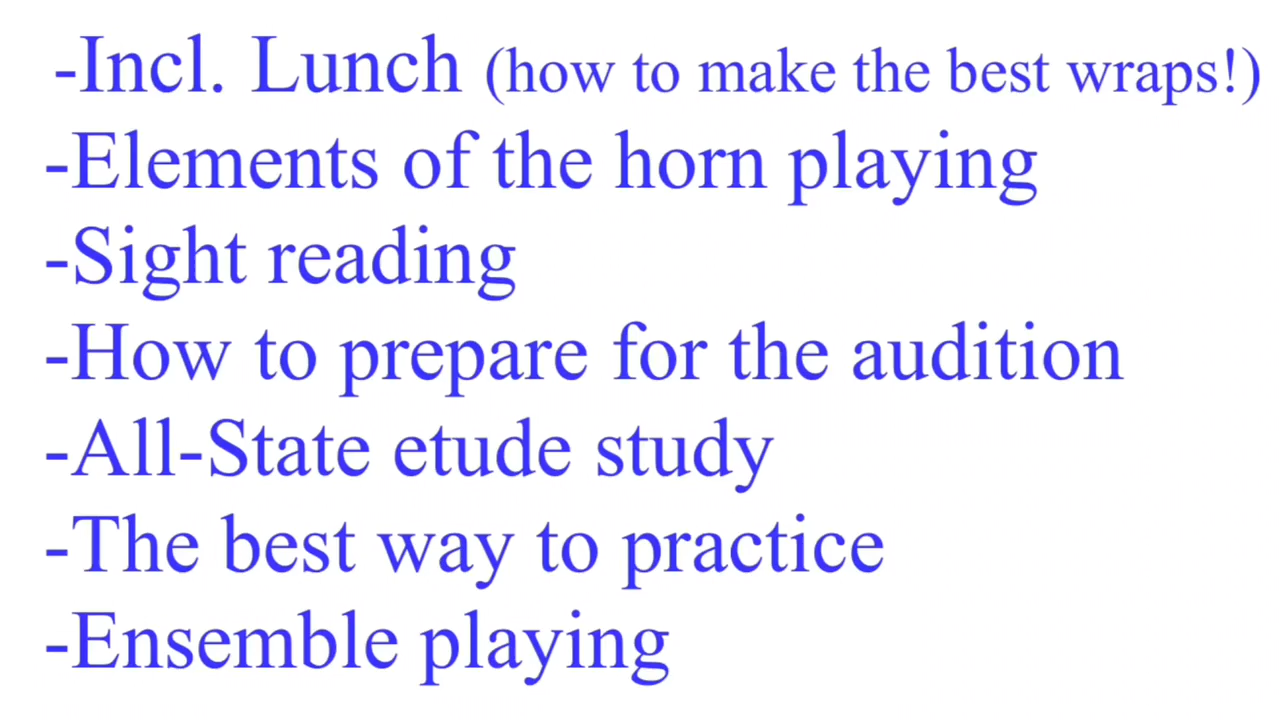 -Incl. Lunch (how to make the best wraps!)
-Elements of the horn playing
-Sight reading
-How to prepare for the audition
-All-State etude study
-The best way to practice
-Ensemble playing